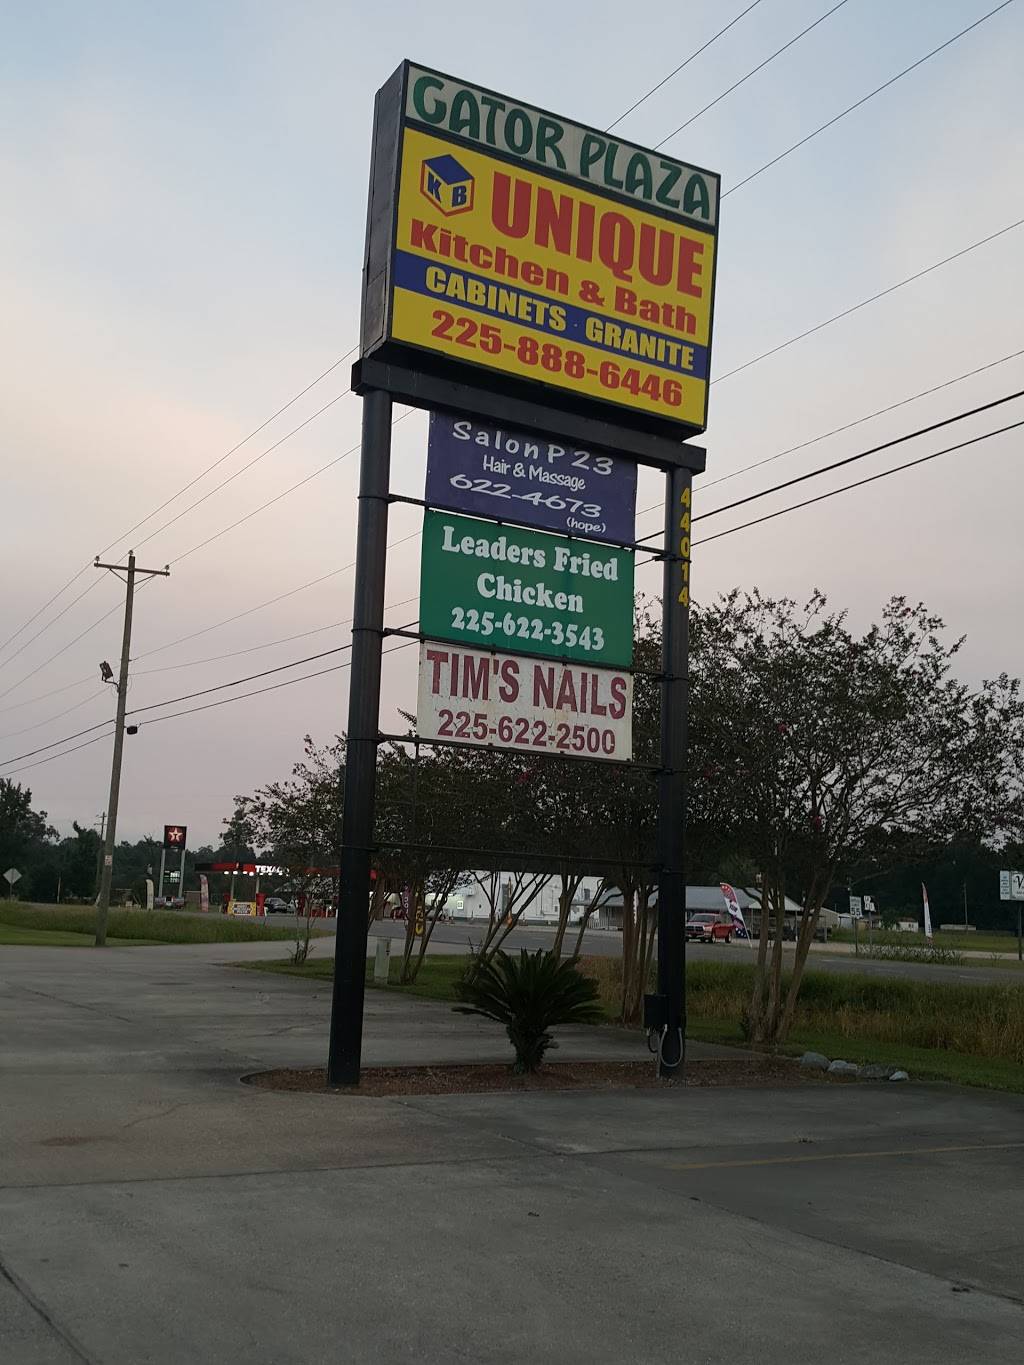 GATOR PLAZA
KB
UNIQUE
Kitchen & Bath
CABINETS · GRANITE
225-888-6446
Salon P 23
Hair & Massage
622-4673
(hope)
Leaders Fried
Chicken
225-622-3543
TIM'S NAILS
225-622-2500
44014